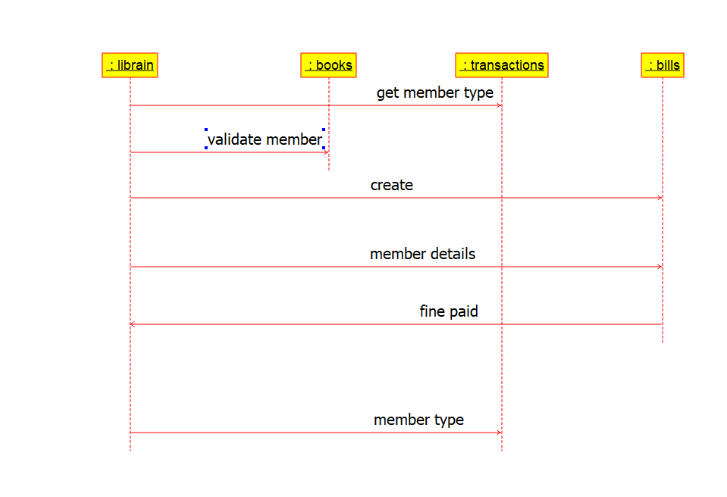 : librain
: books
: transactions
: bills
get member type
validate member
create
member details
fine paid
member type